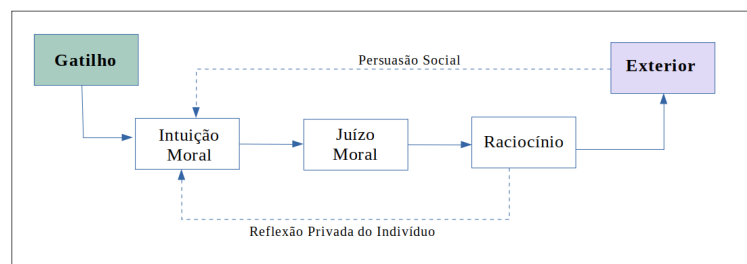 Gatilho
Persuasão Social
Exterior
Intuição
Moral
Juízo
Moral
Raciocínio
Reflexão Privada do Indivíduo